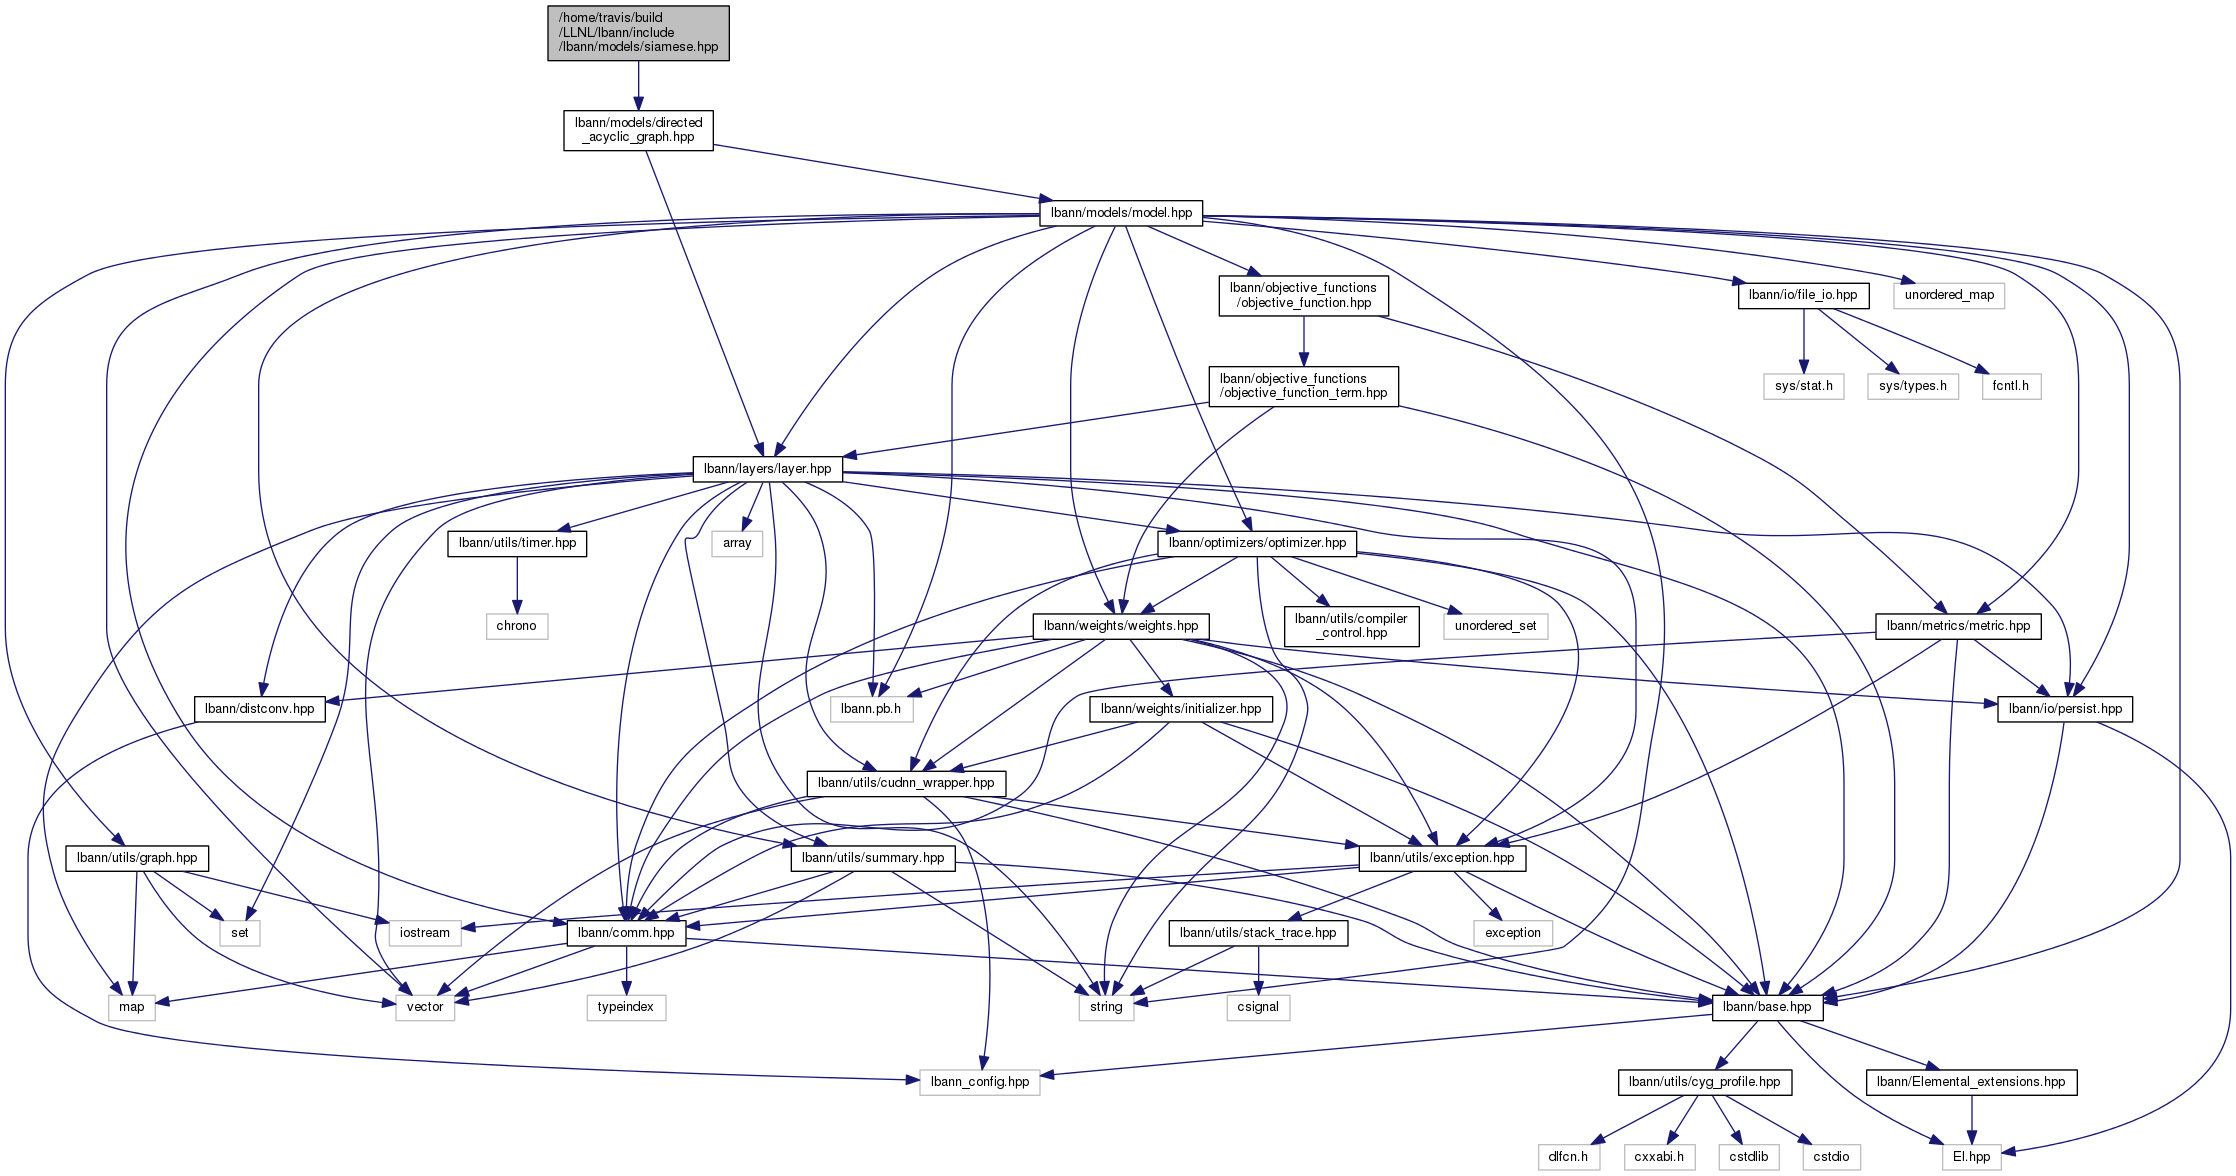 /home/travis/build
/LLNL/lbann/include
/lbann/models/siamese.hpp
lbann/models/directed
_acyclic_graph.hpp
lbann/models/model.hpp
lbann/objective_functions
/objective_function.hpp
lbann/io/file_io.hpp
unordered_map
lbann/objective_functions
/objective_function_term.hpp
sys/stat.h
sys/types.h
fcntl.h
lbann/layers/layer.hpp
lbann/utils/timer.hpp
array
lbann/optimizers/optimizer.hpp
chrono
lbann/weights/weights.hpp
lbann/utils/compiler
_control.hpp
unordered_set
lbann/metrics/metric.hpp
lbann/distconv.hpp
lbann.pb.h
lbann/weights/initializer.hpp
lbann/io/persist.hpp
lbann/utils/cudnn_wrapper.hpp
lbann/utils/graph.hpp
lbann/utils/summary.hpp
lbann/utils/exception.hpp
set
iostream
lbann/comm.hpp
lbann/utils/stack_trace.hpp
exception
map
vector
typeindex
string
csignal
lbann/base.hpp
lbann_config.hpp
lbann/utils/cyg_profile.hpp
lbann/Elemental_extensions.hpp
dlfcn.h
cxxabi.h
cstdlib
cstdio
El.hpp